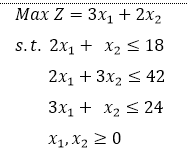 Max Z = 3x₁ + 2x₂
s.t. 2x₁ + x₂ ≤ 18
2x₁ + 3x₂ ≤ 42
3x₁ + x₂ ≤ 24
x₁, x₂ ≥ 0